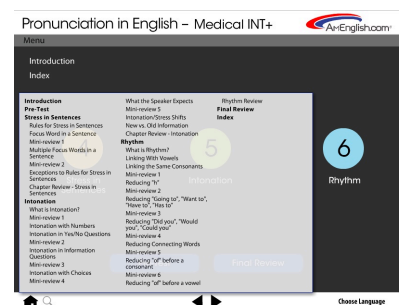 Pronunciation in English – Medical INT+
AmEnglish.com®
Menu
Introduction
Index
Introduction
Pre-Test
Stress in Sentences
Rules for Stress in Sentences
Focus Word in a Sentence
Mini-review 1
Multiple Focus Words in a
Sentence
Mini-review 2
Exceptions to Rules for Stress in
Sentences
Chapter Review - Stress in
Sentences
Intonation
What is Intonation?
Mini-review 1
Intonation with Numbers
Intonation in Yes/No Questions
Mini-review 2
Intonation in Information
Questions
Mini-review 3
Intonation with Choices
Mini-review 4
What the Speaker Expects
Mini-review 5
Intonation/Stress Shifts
New vs. Old Information
Chapter Review - Intonation
Rhythm
What is Rhythm?
Linking With Vowels
Linking the Same Consonants
Mini-review 1
Reducing "h"
Mini-review 2
Reducing "Going to", "Want to",
"Have to", "Has to"
Mini-review 3
Reducing "Did you", "Would
you", "Could you"
Mini-review 4
Reducing Connecting Words
Mini-review 5
Reducing "of" before a
consonant
Mini-review 6
Reducing "of" before a vowel
Rhythm Review
Final Review
Index
4
5
6
Stress in
Sentences
Intonation
Rhythm
Final Review
Choose Language